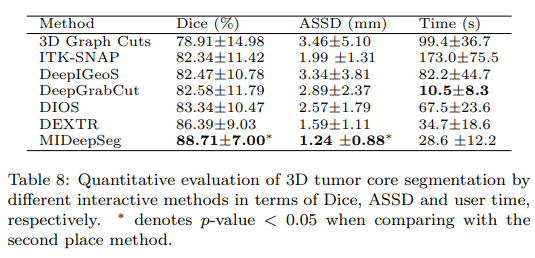 Method Dice (%) ASSD (mm) Time (s)
3D Graph Cuts 78.91±14.98 3.46±5.10 99.4±36.7
ITK-SNAP 82.34±11.42 1.99 ±1.31 173.0±75.5
DeepIGeoS 82.47±10.78 3.34±3.81 82.2±44.7
DeepGrabCut 82.58±11.79 2.89±2.37 10.5±8.3
DIOS 83.34±10.47 2.57±1.79 67.5±23.6
DEXTR 86.39±9.03 1.59±1.11 34.7±18.6
MIDeepSeg 88.71±7.00* 1.24 ±0.88* 28.6 ±12.2
Table 8: Quantitative evaluation of 3D tumor core segmentation by
different interactive methods in terms of Dice, ASSD and user time,
respectively. * denotes p-value < 0.05 when comparing with the
second place method.